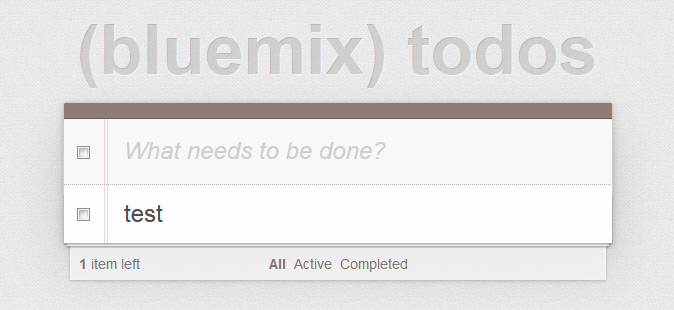 (bluemix) todos
What needs to be done?
test
1 item left All Active Completed